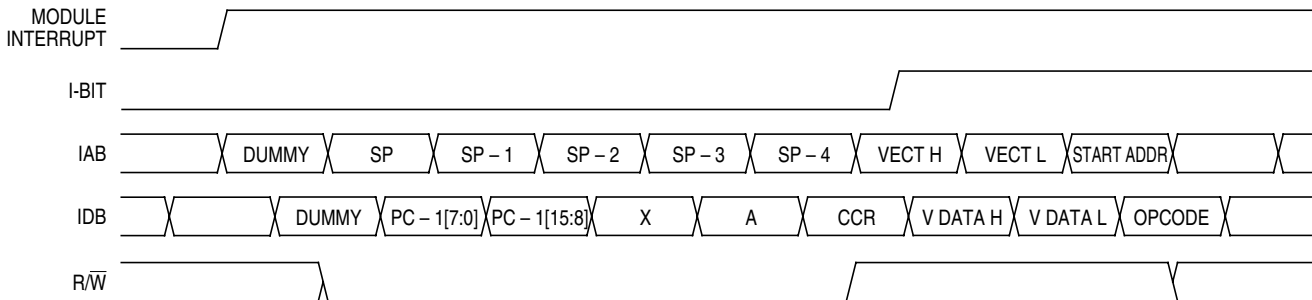 MODULE
INTERRUPT
I-BIT
IAB DUMMY SP SP – 1 SP – 2 SP – 3 SP – 4 VECT H VECT L START ADDR
IDB DUMMY PC – 1[7:0] PC – 1[15:8] X A CCR V DATA H V DATA L OPCODE
R/W̅